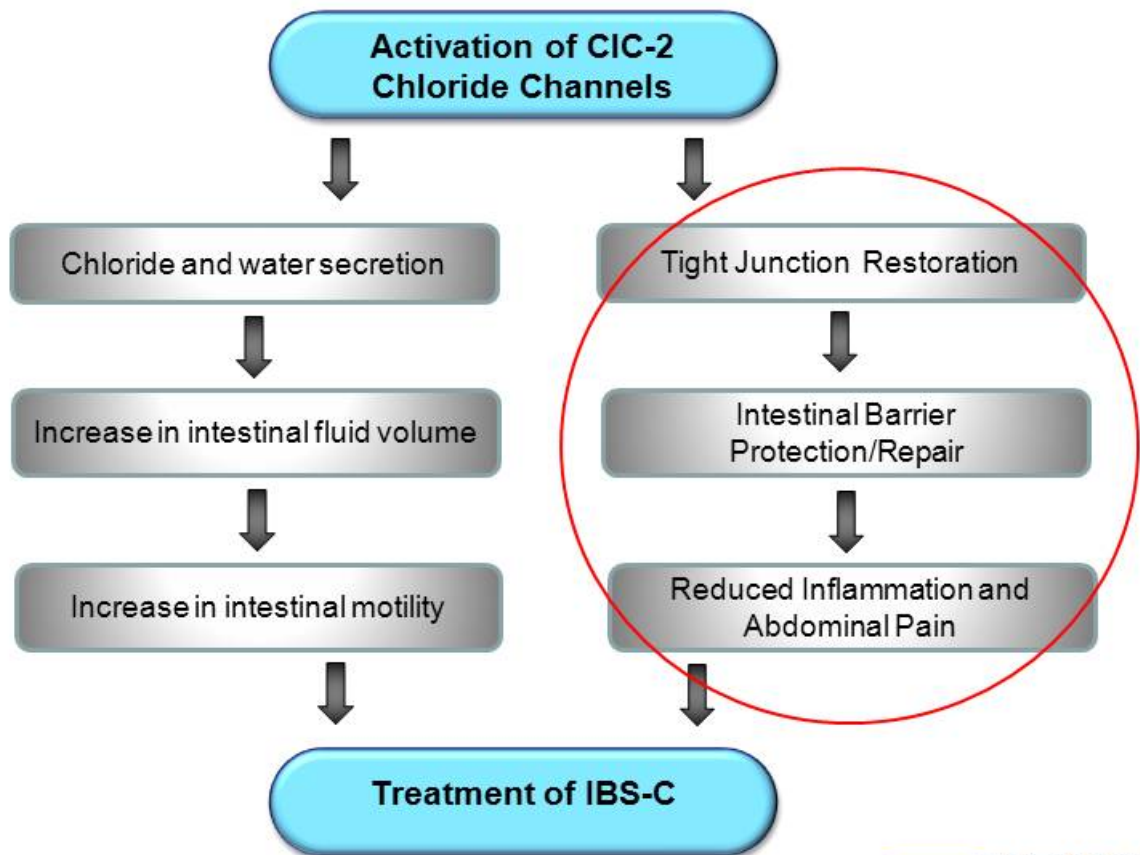 Activation of ClC-2
Chloride Channels
Chloride and water secretion
Tight Junction Restoration
Increase in intestinal fluid volume
Intestinal Barrier
Protection/Repair
Increase in intestinal motility
Reduced Inflammation and
Abdominal Pain
Treatment of IBS-C